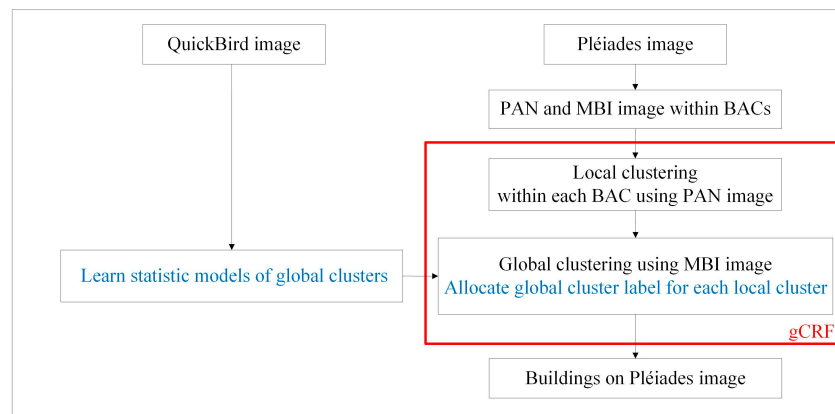 QuickBird image
Pléiades image
PAN and MBI image within BACs
Local clustering
within each BAC using PAN image
Learn statistic models of global clusters
Global clustering using MBI image
Allocate global cluster label for each local cluster
gCRF
Buildings on Pléiades image